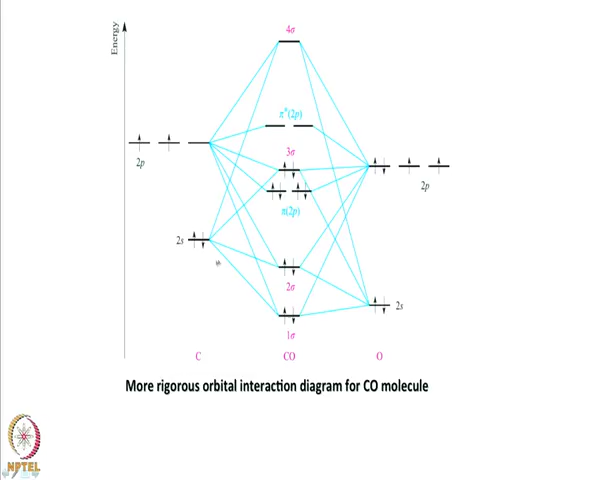 Energy
4σ
π*(2p)
3σ
2p
2p
π(2p)
2s
2σ
2s
1σ
C
CO
O
More rigorous orbital interaction diagram for CO molecule
NPTEL